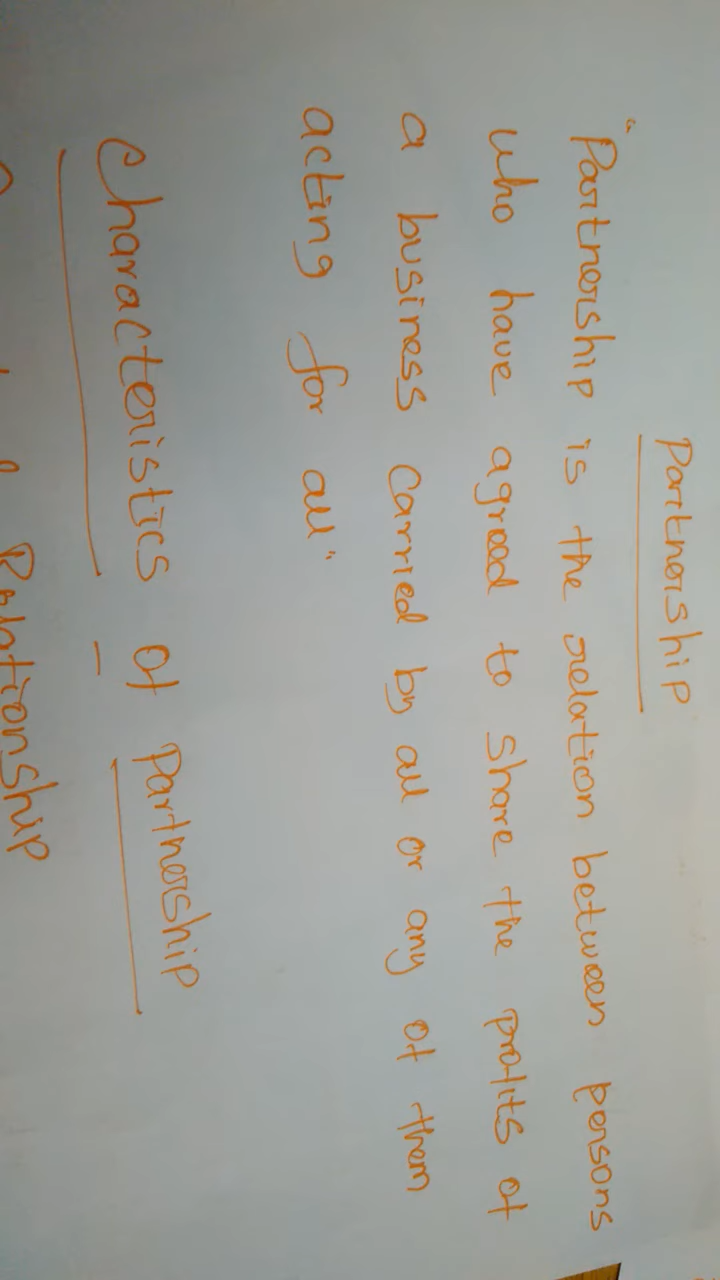 Partnership
"Partnership is the relation between persons
who have agreed to share the profits of
a business carried by all or any of them
acting for all"
Characteristics of Partnership
Relationship